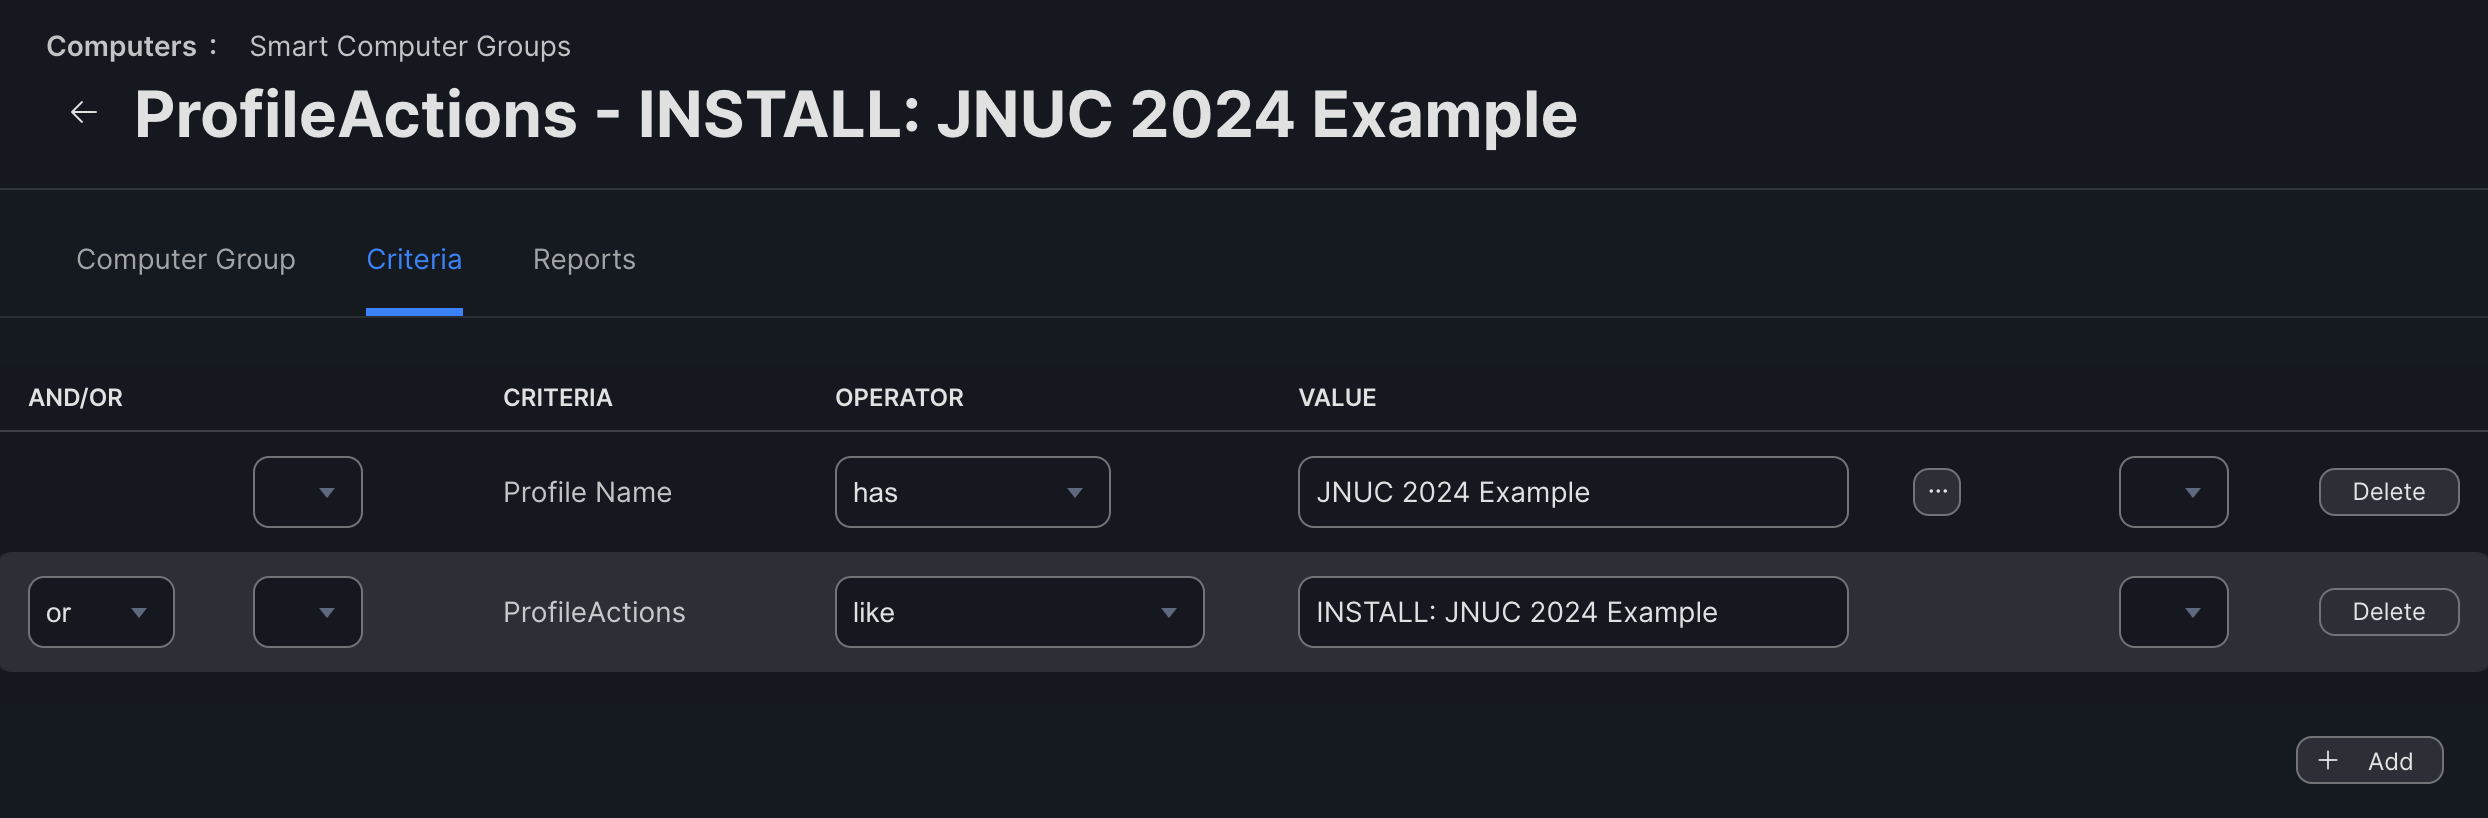 Computers : Smart Computer Groups
← ProfileActions - INSTALL: JNUC 2024 Example
Computer Group Criteria Reports
AND/OR CRITERIA OPERATOR VALUE
Profile Name has JNUC 2024 Example ... Delete
or ProfileActions like INSTALL: JNUC 2024 Example Delete
+ Add